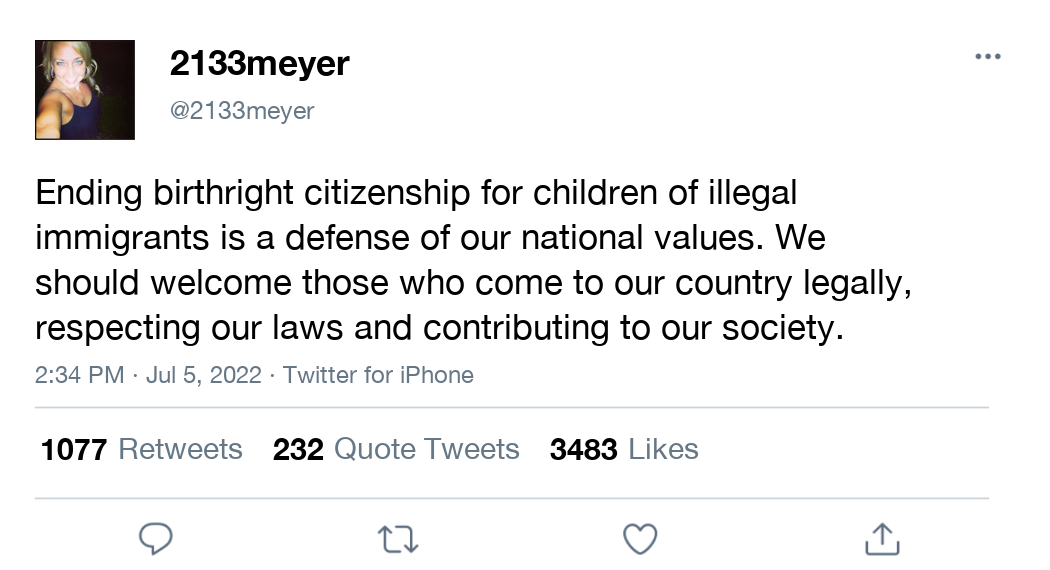 2133meyer
@2133meyer
Ending birthright citizenship for children of illegal
immigrants is a defense of our national values. We
should welcome those who come to our country legally,
respecting our laws and contributing to our society.
2:34 PM · Jul 5, 2022 · Twitter for iPhone
1077 Retweets 232 Quote Tweets 3483 Likes